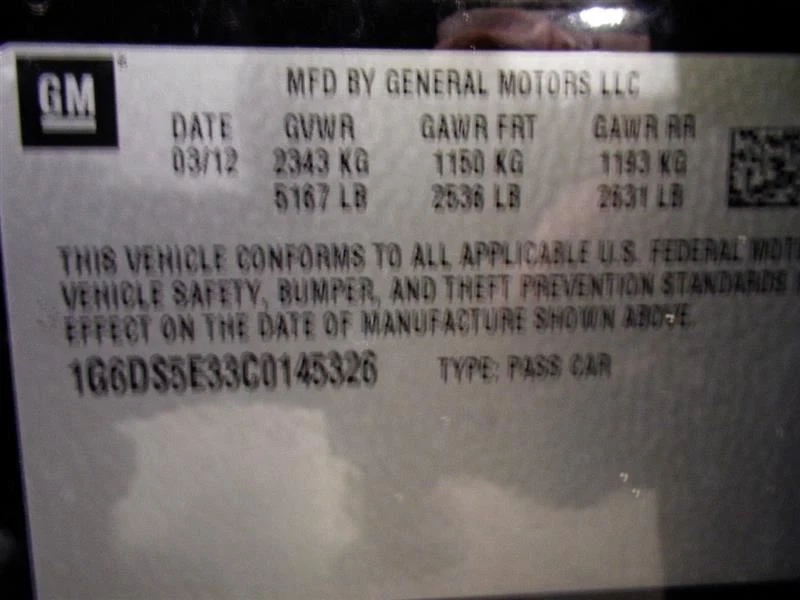 GM
MFD BY GENERAL MOTORS LLC
DATE GVWR GAWR FRT GAWR RR
03/12 2343 KG 1150 KG 1193 KG
5167 LB 2536 LB 2631 LB
THIS VEHICLE CONFORMS TO ALL APPLICABLE U.S. FEDERAL
VEHICLE SAFETY, BUMPER, AND THEFT PREVENTION STANDARDS
EFFECT ON THE DATE OF MANUFACTURE SHOWN ABOVE.
1G6DS5E33C0145326 TYPE: PASS CAR